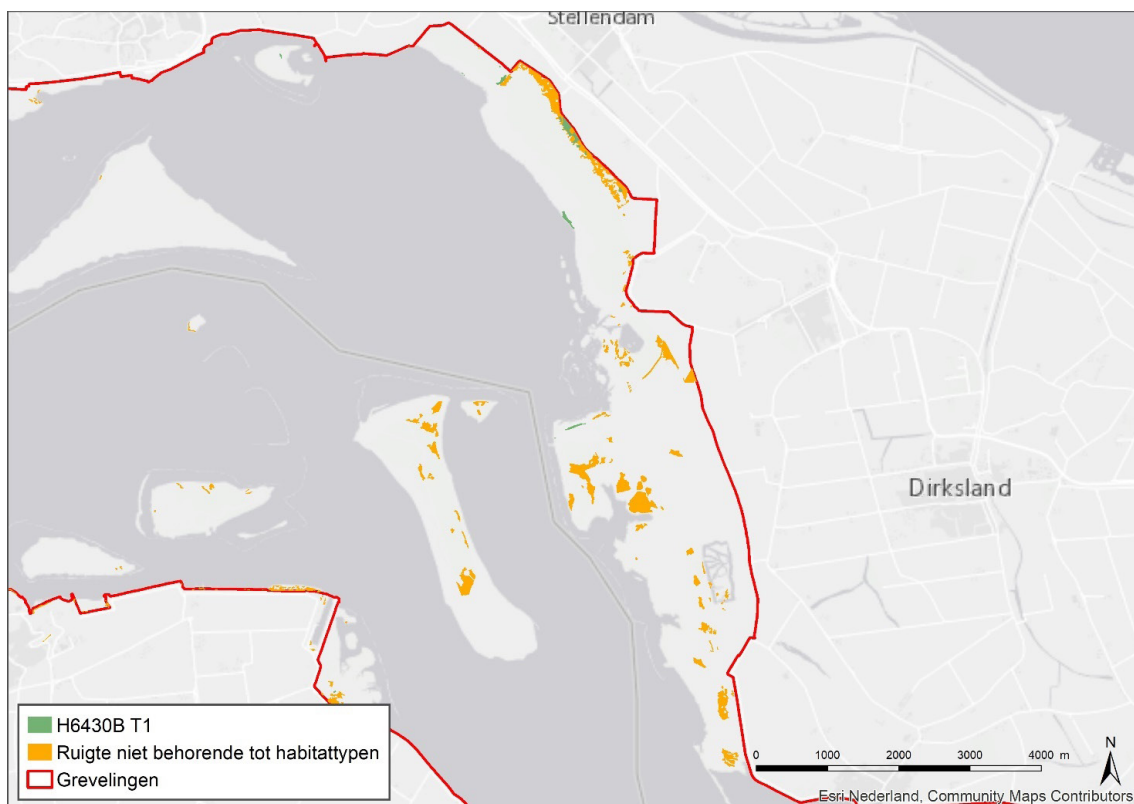 Stellendam
Dirksland
H6430B T1
Ruigte niet behorende tot habitattypen
Grevelingen
N
0 1000 2000 3000 4000 m
Esri Nederland, Community Maps Contributors